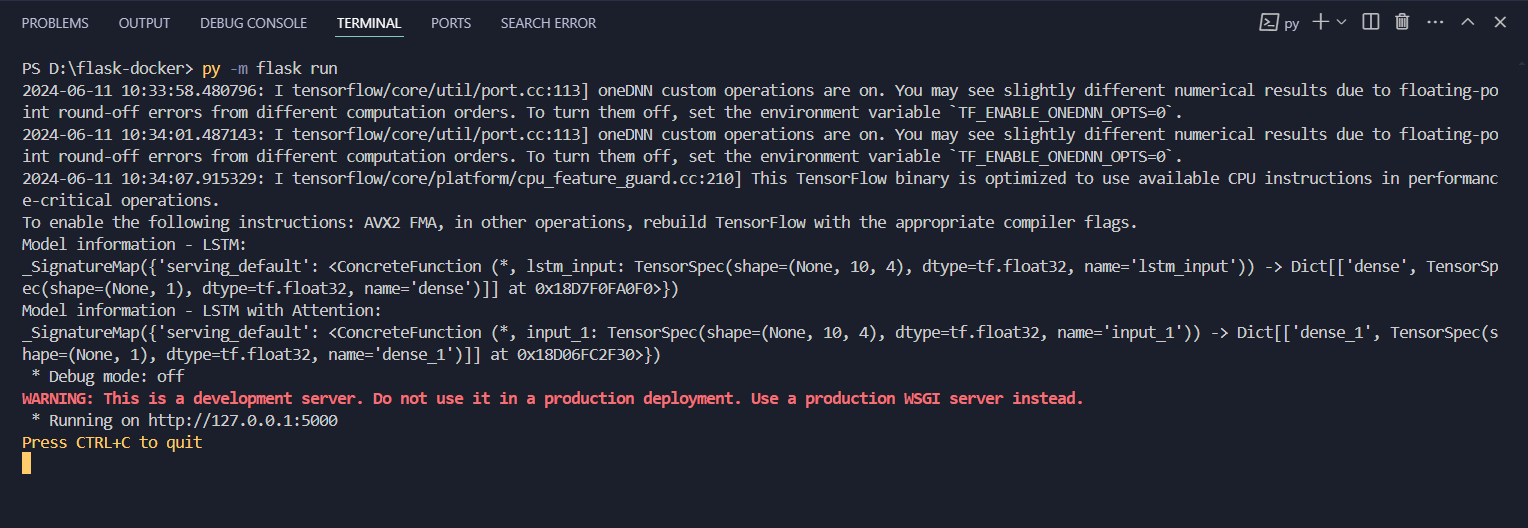 PROBLEMS OUTPUT DEBUG CONSOLE TERMINAL PORTS SEARCH ERROR py
PS D:\flask-docker> py -m flask run
2024-06-11 10:33:58.480796: I tensorflow/core/util/port.cc:113] oneDNN custom operations are on. You may see slightly different numerical results due to floating-po
int round-off errors from different computation orders. To turn them off, set the environment variable `TF_ENABLE_ONEDNN_OPTS=0`.
2024-06-11 10:34:01.487143: I tensorflow/core/util/port.cc:113] oneDNN custom operations are on. You may see slightly different numerical results due to floating-po
int round-off errors from different computation orders. To turn them off, set the environment variable `TF_ENABLE_ONEDNN_OPTS=0`.
2024-06-11 10:34:07.915329: I tensorflow/core/platform/cpu_feature_guard.cc:210] This TensorFlow binary is optimized to use available CPU instructions in performanc
e-critical operations.
To enable the following instructions: AVX2 FMA, in other operations, rebuild TensorFlow with the appropriate compiler flags.
Model information - LSTM:
_SignatureMap({'serving_default': <ConcreteFunction (*, lstm_input: TensorSpec(shape=(None, 10, 4), dtype=tf.float32, name='lstm_input')) -> Dict[['dense', TensorSp
ec(shape=(None, 1), dtype=tf.float32, name='dense')]] at 0x18D7F0FA0F0>})
Model information - LSTM with Attention:
_SignatureMap({'serving_default': <ConcreteFunction (*, input_1: TensorSpec(shape=(None, 10, 4), dtype=tf.float32, name='input_1')) -> Dict[['dense_1', TensorSpec(s
hape=(None, 1), dtype=tf.float32, name='dense_1')]] at 0x18D06FC2F30>})
 * Debug mode: off
WARNING: This is a development server. Do not use it in a production deployment. Use a production WSGI server instead.
 * Running on http://127.0.0.1:5000
Press CTRL+C to quit